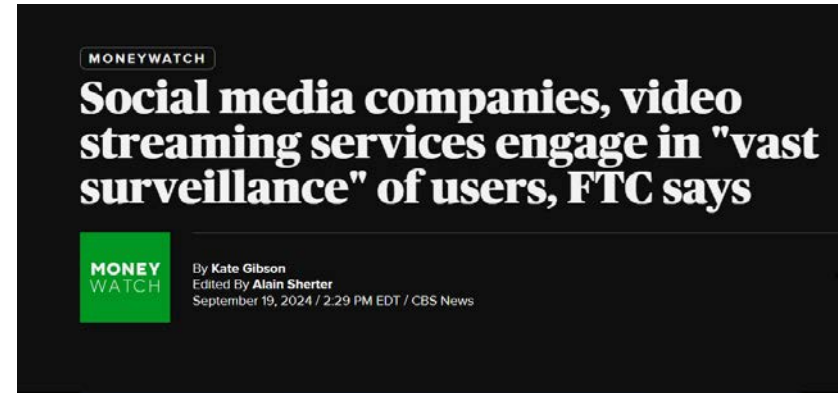 MONEYWATCH
Social media companies, video
streaming services engage in "vast
surveillance" of users, FTC says
MONEY
WATCH
By Kate Gibson
Edited By Alain Sherter
September 19, 2024 / 2:29 PM EDT / CBS News